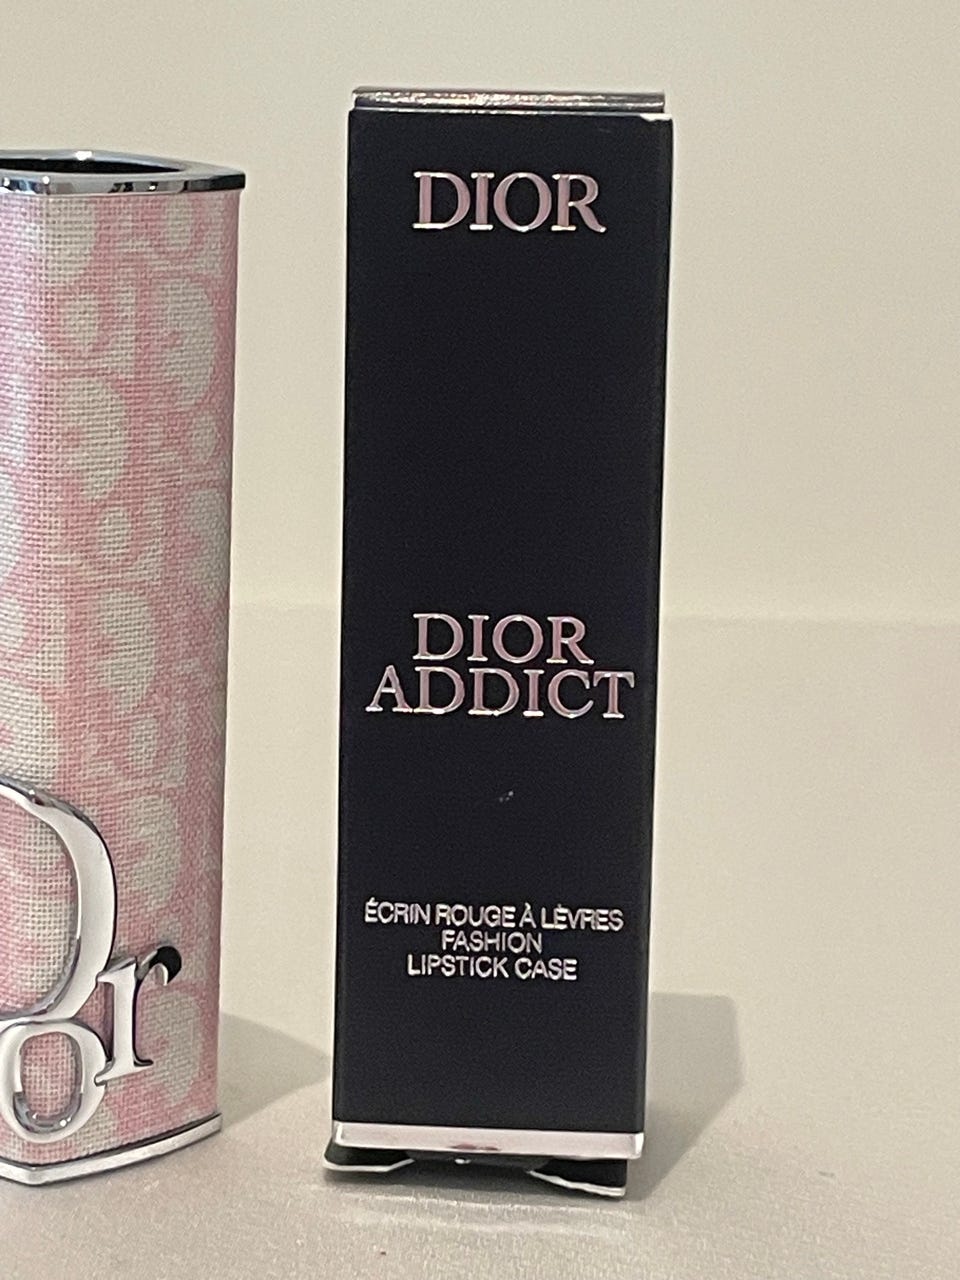 DIOR
DIOR
ADDICT
ÉCRIN ROUGE À LÈVRES
FASHION
LIPSTICK CASE
Dior